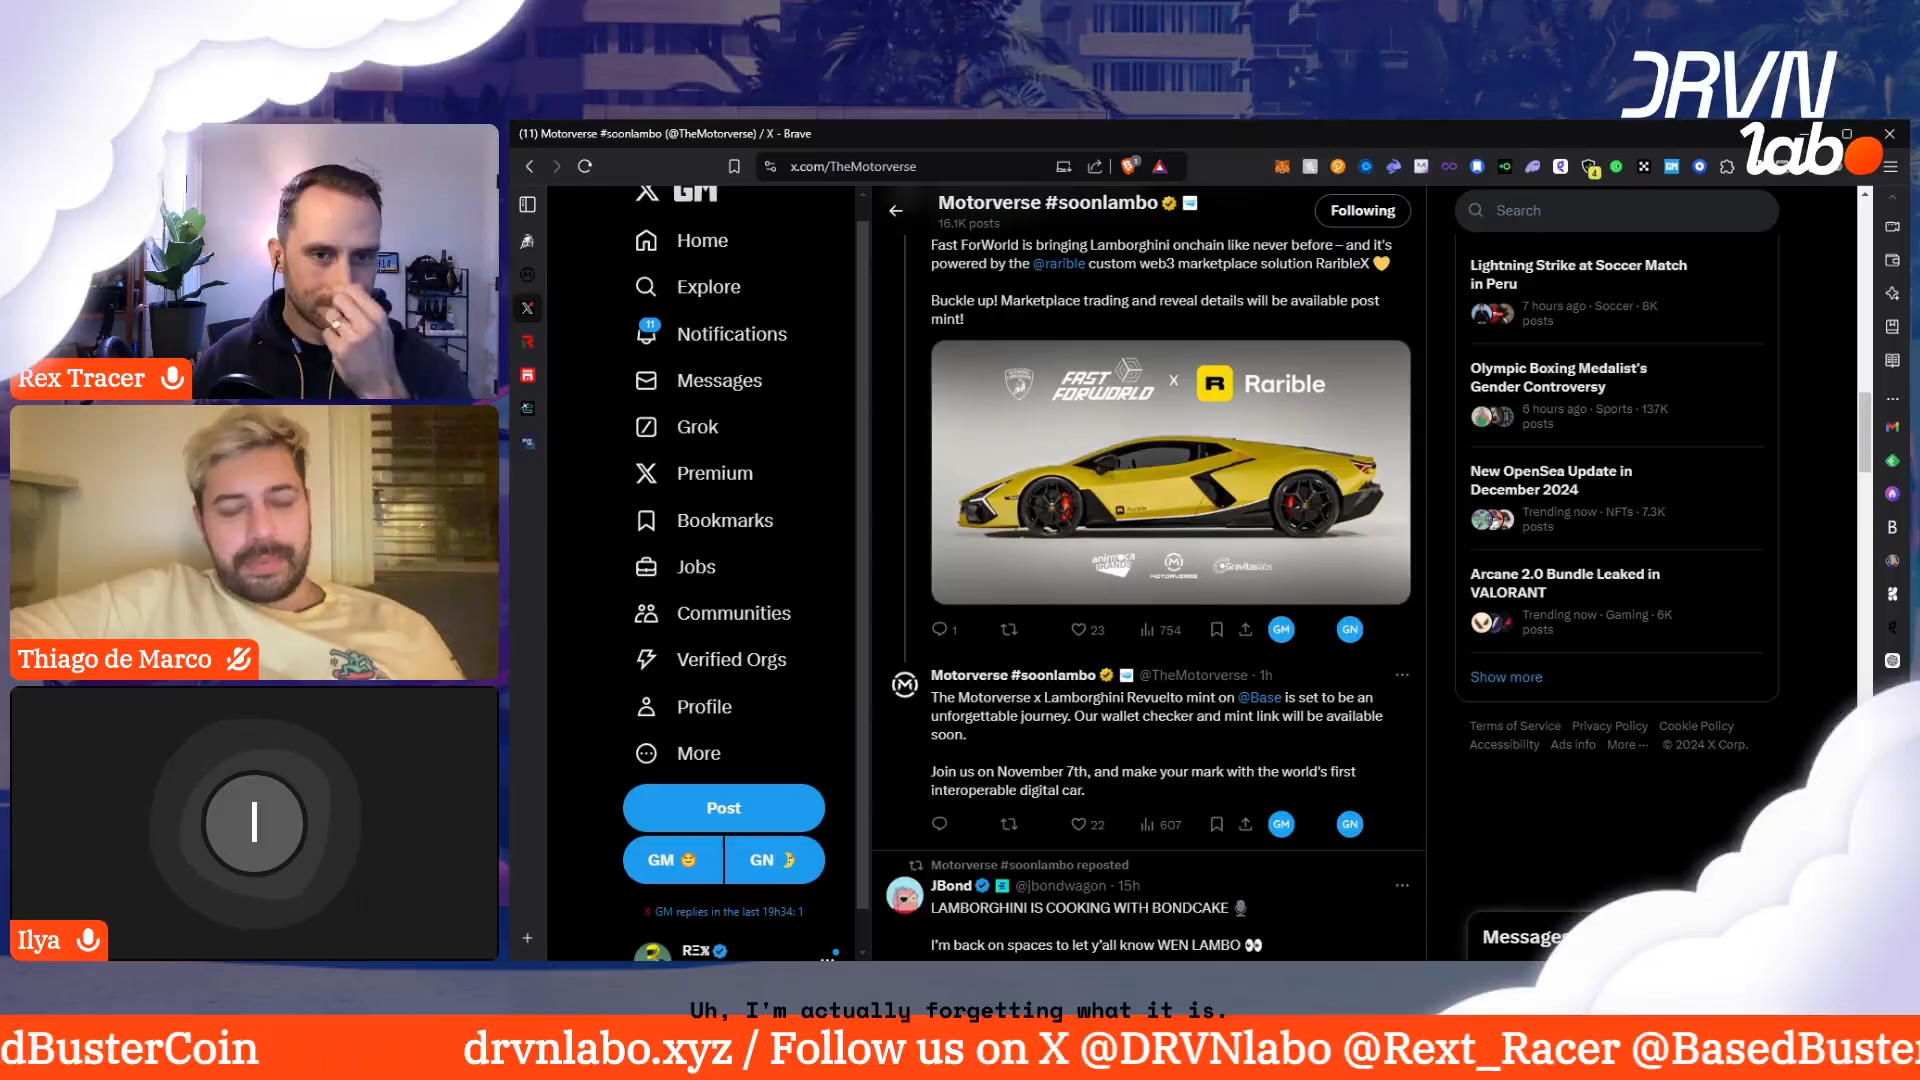 DRVN
labo
(11) Motorverse #soonlambo (@TheMotorverse) / X - Brave
x.com/TheMotorverse
Rex Tracer
Thiago de Marco
I
Ilya
X GM
Home
Explore
11
Notifications
Messages
Grok
Premium
Bookmarks
Jobs
Communities
Verified Orgs
Profile
More
Post
GM
GN
X GM replies in the last 19h34: 1
Motorverse #soonlambo
16.1K posts
Following
Fast ForWorld is bringing Lamborghini onchain like never before – and it's
powered by the @rarible custom web3 marketplace solution RaribleX 💛
Buckle up! Marketplace trading and reveal details will be available post
mint!
FAST
FORWORLD
X
R Rarible
animoca
BRANDS
MOTORVERSE
Gravitaslabs
1
23
754
GM
GN
Motorverse #soonlambo @TheMotorverse · 1h
The Motorverse x Lamborghini Revuelto mint on @Base is set to be an
unforgettable journey. Our wallet checker and mint link will be available
soon.
Join us on November 7th, and make your mark with the world's first
interoperable digital car.
22
607
GM
GN
Motorverse #soonlambo reposted
JBond @jbondwagon · 15h
LAMBORGHINI IS COOKING WITH BONDCAKE 🎙️
I'm back on spaces to let y'all know WEN LAMBO 👀
REX
Search
Lightning Strike at Soccer Match
in Peru
7 hours ago · Soccer · 8K
posts
Olympic Boxing Medalist's
Gender Controversy
6 hours ago · Sports · 137K
posts
New OpenSea Update in
December 2024
Trending now · NFTs · 7.3K
posts
Arcane 2.0 Bundle Leaked in
VALORANT
Trending now · Gaming · 6K
posts
Show more
Terms of Service Privacy Policy Cookie Policy
Accessibility Ads info More ··· © 2024 X Corp.
Messages
Uh, I'm actually forgetting what it is.
dBusterCoin drvnlabo.xyz / Follow us on X @DRVNlabo @Rext_Racer @BasedBuster